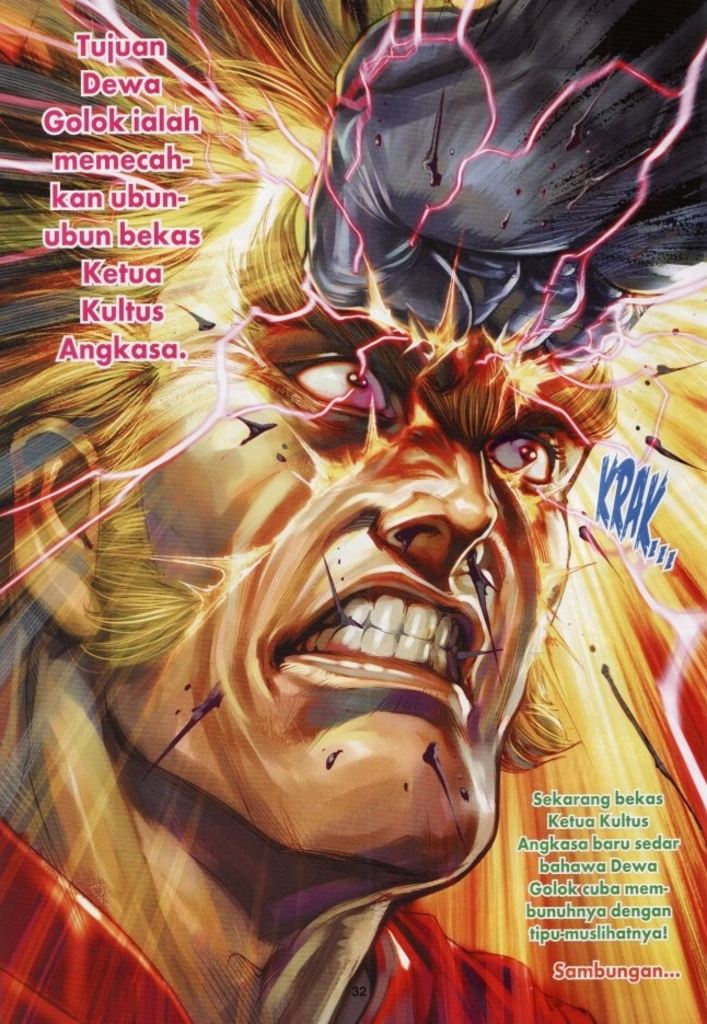 Tujuan
Dewa
Golok ialah
memecah-
kan ubun-
ubun bekas
Ketua
Kultus
Angkasa.
KRAK...
Sekarang bekas
Ketua Kultus
Angkasa baru sedar
bahawa Dewa
Golok cuba mem-
bunuhnya dengan
tipu-muslihatnya!
Sambungan...
32